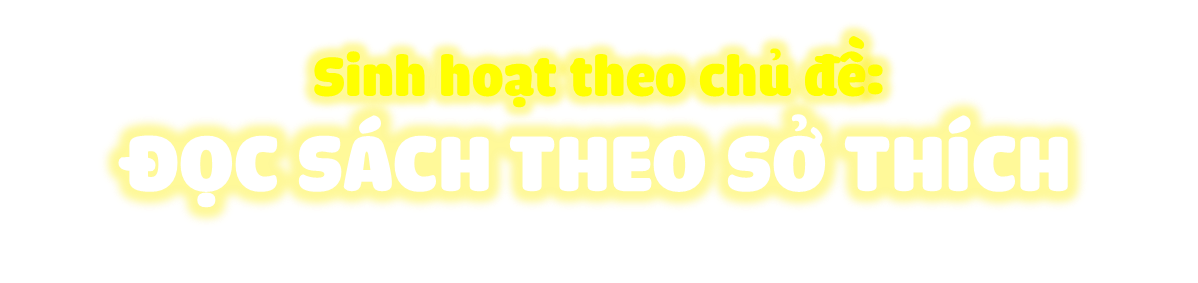 Sinh hoạt theo chủ đề:
ĐỌC SÁCH THEO SỞ THÍCH